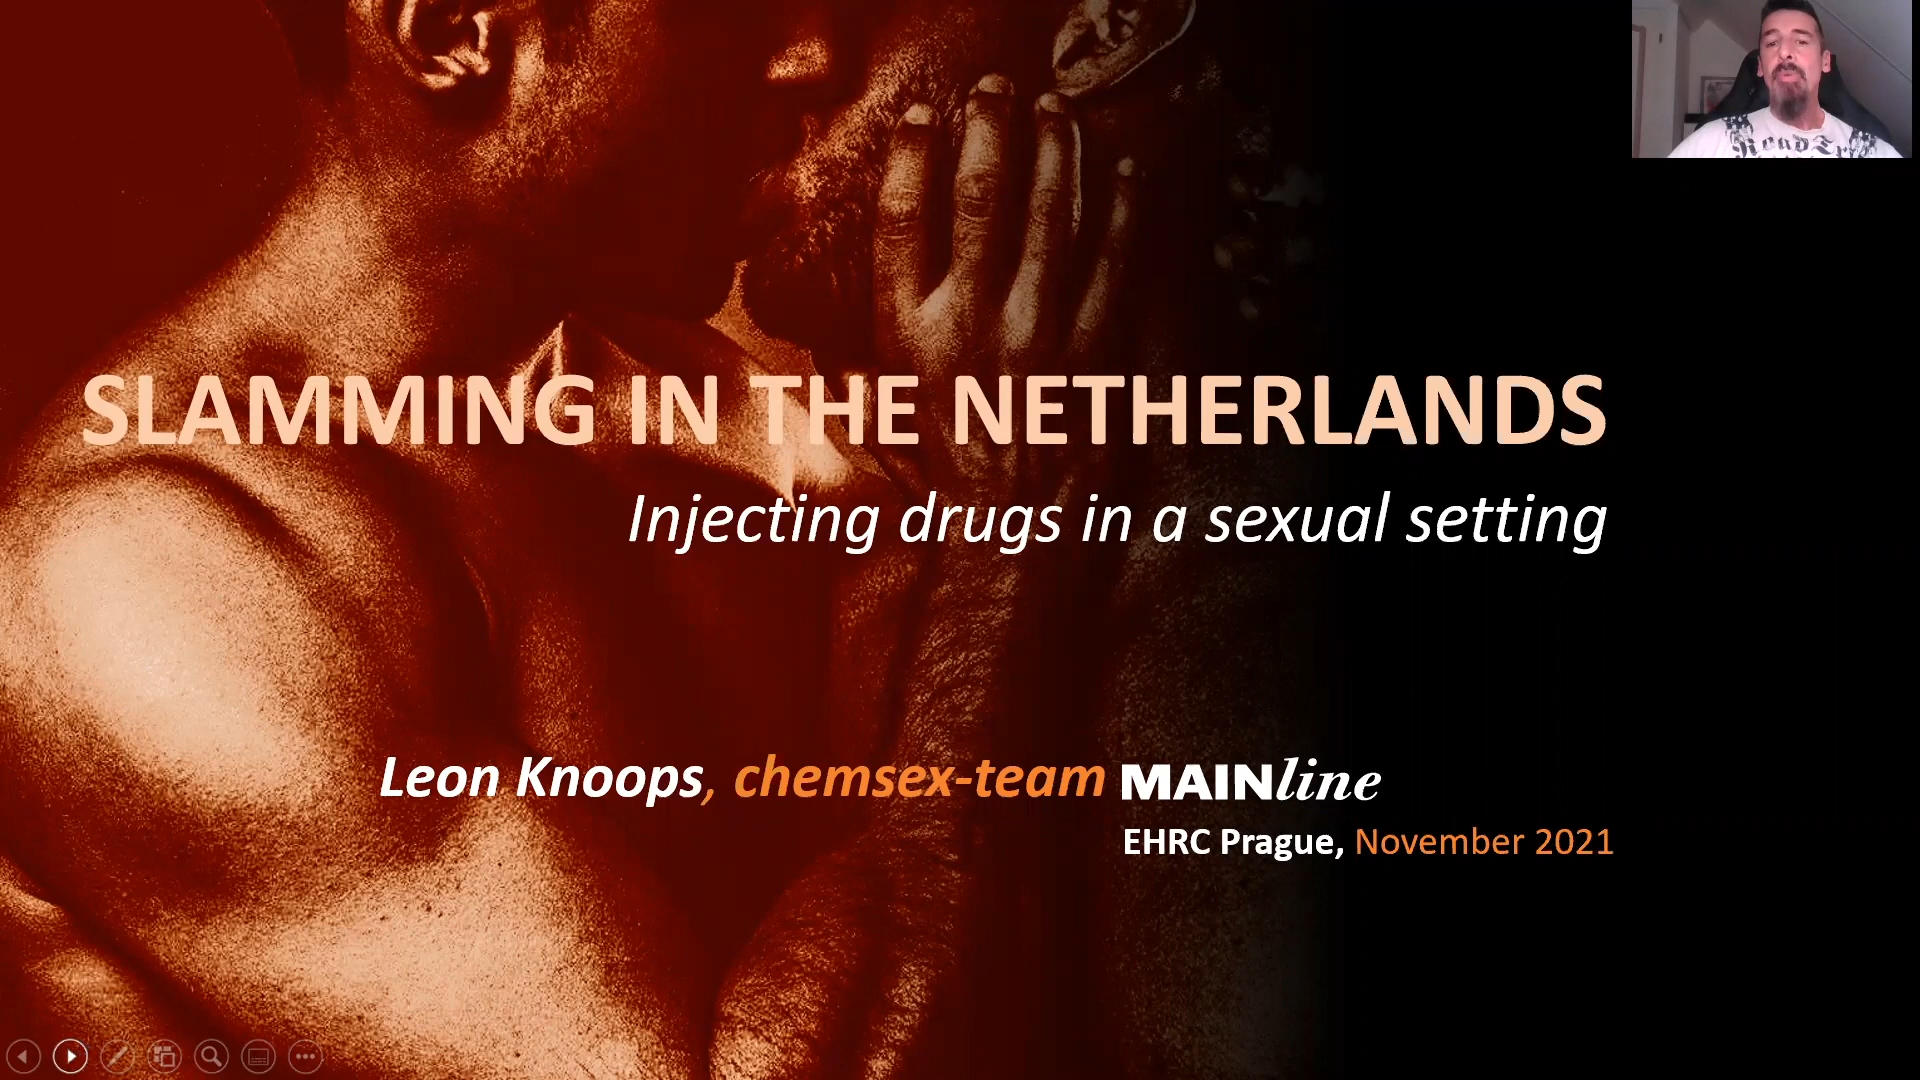 SLAMMING IN THE NETHERLANDS
Injecting drugs in a sexual setting
Leon Knoops, chemsex-team MAINline
EHRC Prague, November 2021